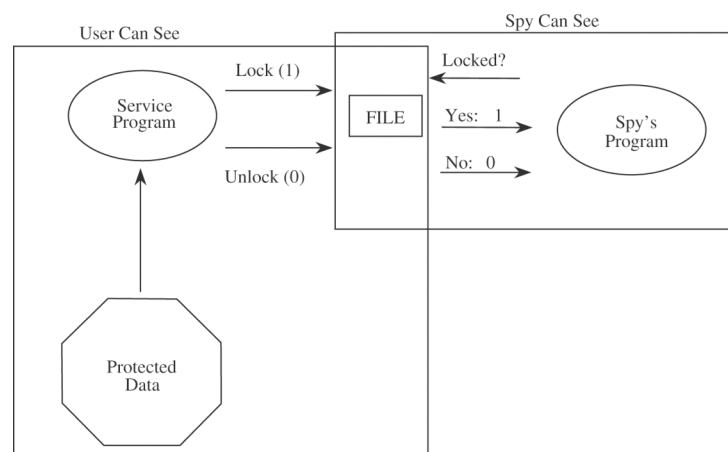 User Can See
Spy Can See
Lock (1)
Locked?
Service
Program
FILE
Yes: 1
Spy's
Program
No: 0
Unlock (0)
Protected
Data